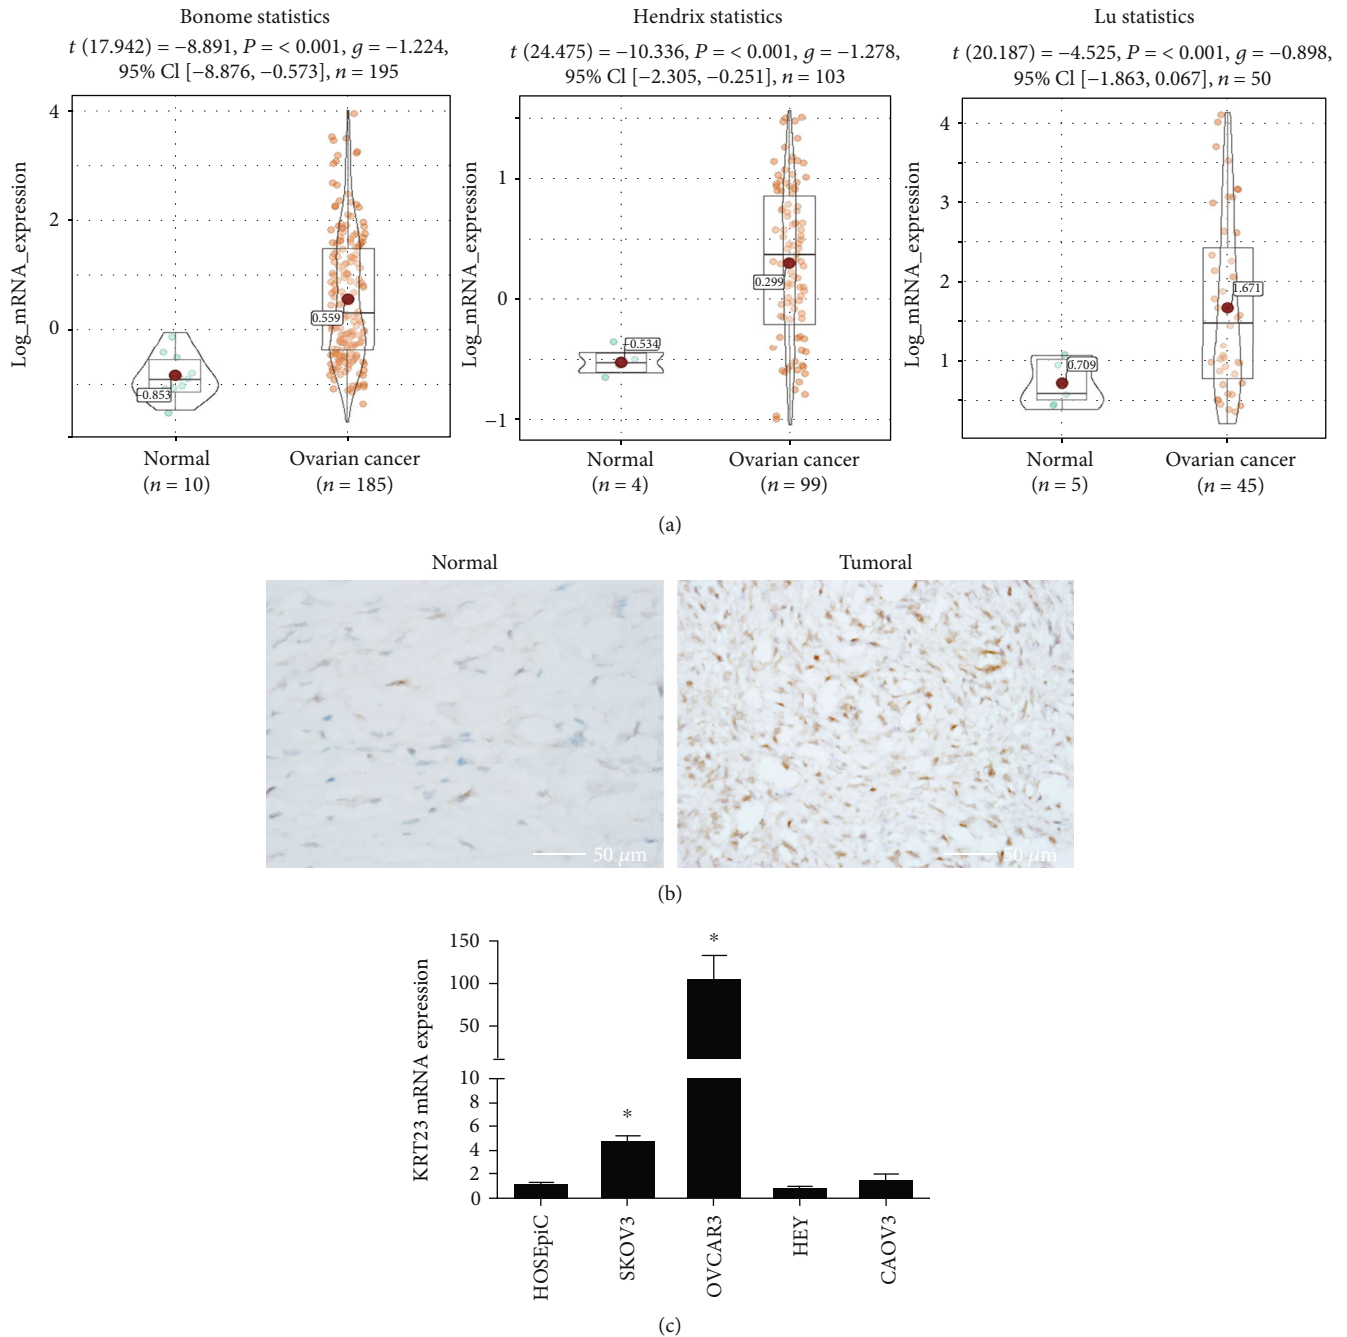 Bonome statistics
t (17.942) = −8.891, P = < 0.001, g = −1.224,
95% Cl [−8.876, −0.573], n = 195
Log_mRNA_expression
4
2
0
0.559
−0.853
Normal
(n = 10)
Ovarian cancer
(n = 185)
Hendrix statistics
t (24.475) = −10.336, P = < 0.001, g = −1.278,
95% Cl [−2.305, −0.251], n = 103
Log_mRNA_expression
1
0
−1
0.299
−0.534
Normal
(n = 4)
Ovarian cancer
(n = 99)
Lu statistics
t (20.187) = −4.525, P = < 0.001, g = −0.898,
95% Cl [−1.863, 0.067], n = 50
Log_mRNA_expression
4
3
2
1
1.671
0.709
Normal
(n = 5)
Ovarian cancer
(n = 45)
(a)
Normal
Tumoral
50 μm
50 μm
(b)
KRT23 mRNA expression
150
100
50
10
8
6
4
2
0
*
*
HOSEpiC
SKOV3
OVCAR3
HEY
CAOV3
(c)